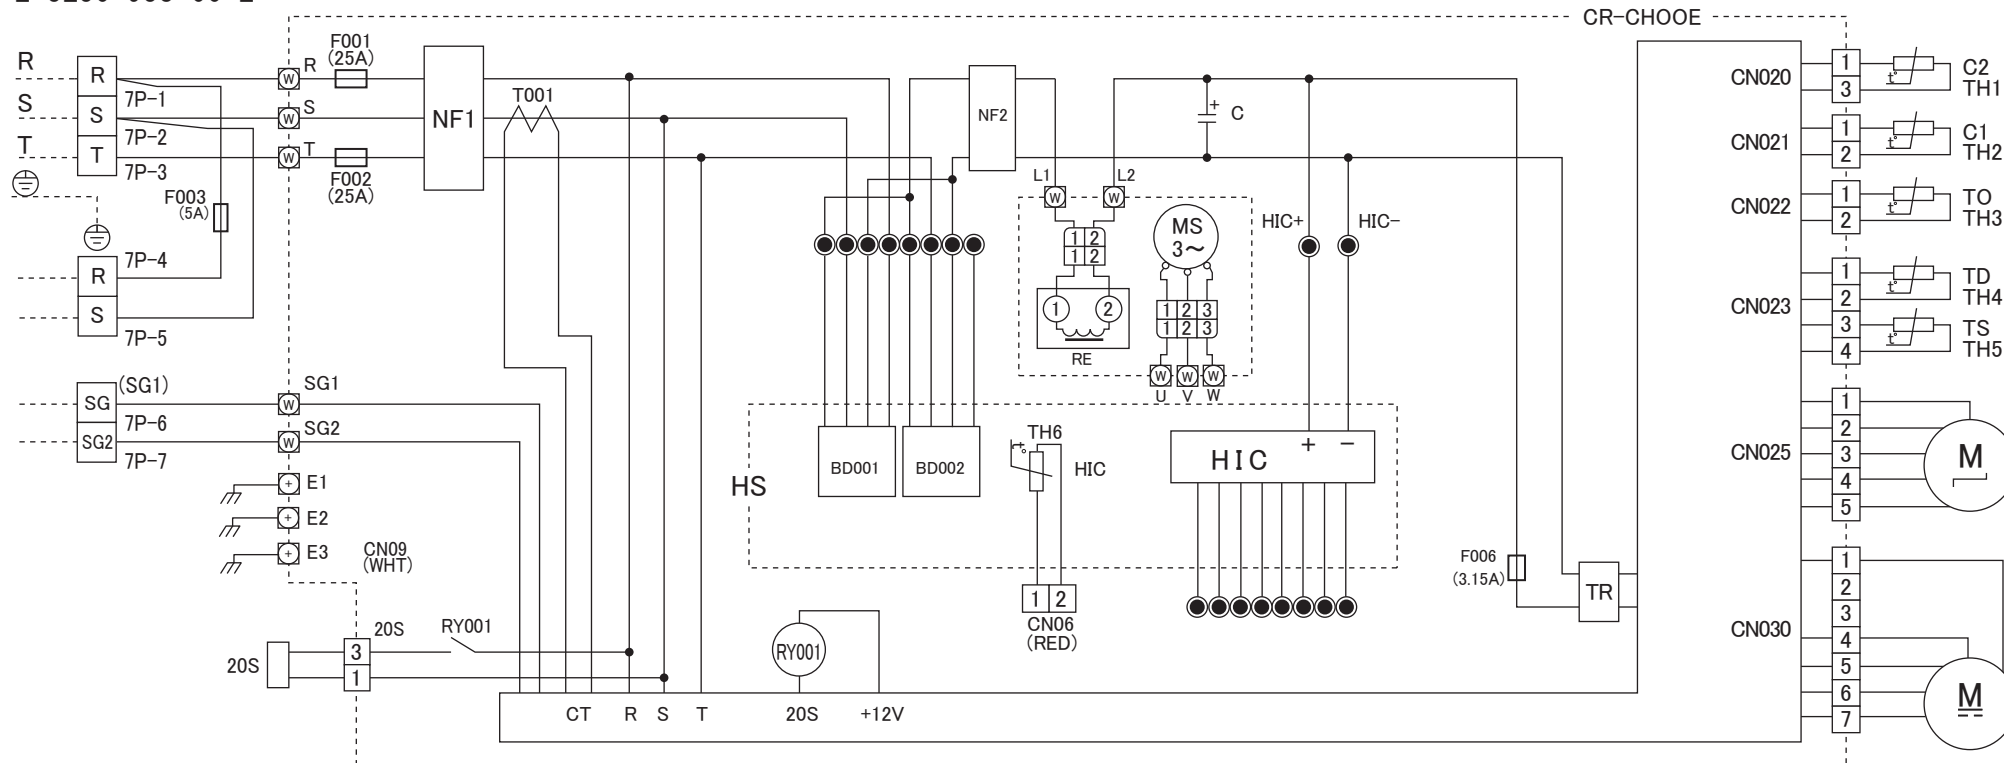 CR-CHOOE
R
S
T
R
S
T
7P-1
7P-2
7P-3
F003
(5A)
7P-4
R
S
7P-5
(SG1)
SG
7P-6
SG2
7P-7
W
R
W
S
W
T
F001
(25A)
F002
(25A)
NF1
T001
W
SG1
W
SG2
E1
E2
E3
CN09
(WHT)
20S
3
1
20S
RY001
NF2
+
C
L1
W
L2
W
1 2
1 2
1
2
RE
MS
3~
1 2 3
1 2 3
W
W
W
U
V
W
HIC+
HIC-
HS
BD001
BD002
TH6
t°
HIC
1 2
CN06
(RED)
HIC
+
-
F006
(3.15A)
TR
RY001
CT
R
S
T
20S
+12V
CN020
1
3
t°
C2
TH1
CN021
1
2
t°
C1
TH2
CN022
1
2
t°
TO
TH3
CN023
1
2
3
4
t°
TD
TH4
t°
TS
TH5
CN025
1
2
3
4
5
M
CN030
1
2
3
4
5
6
7
M